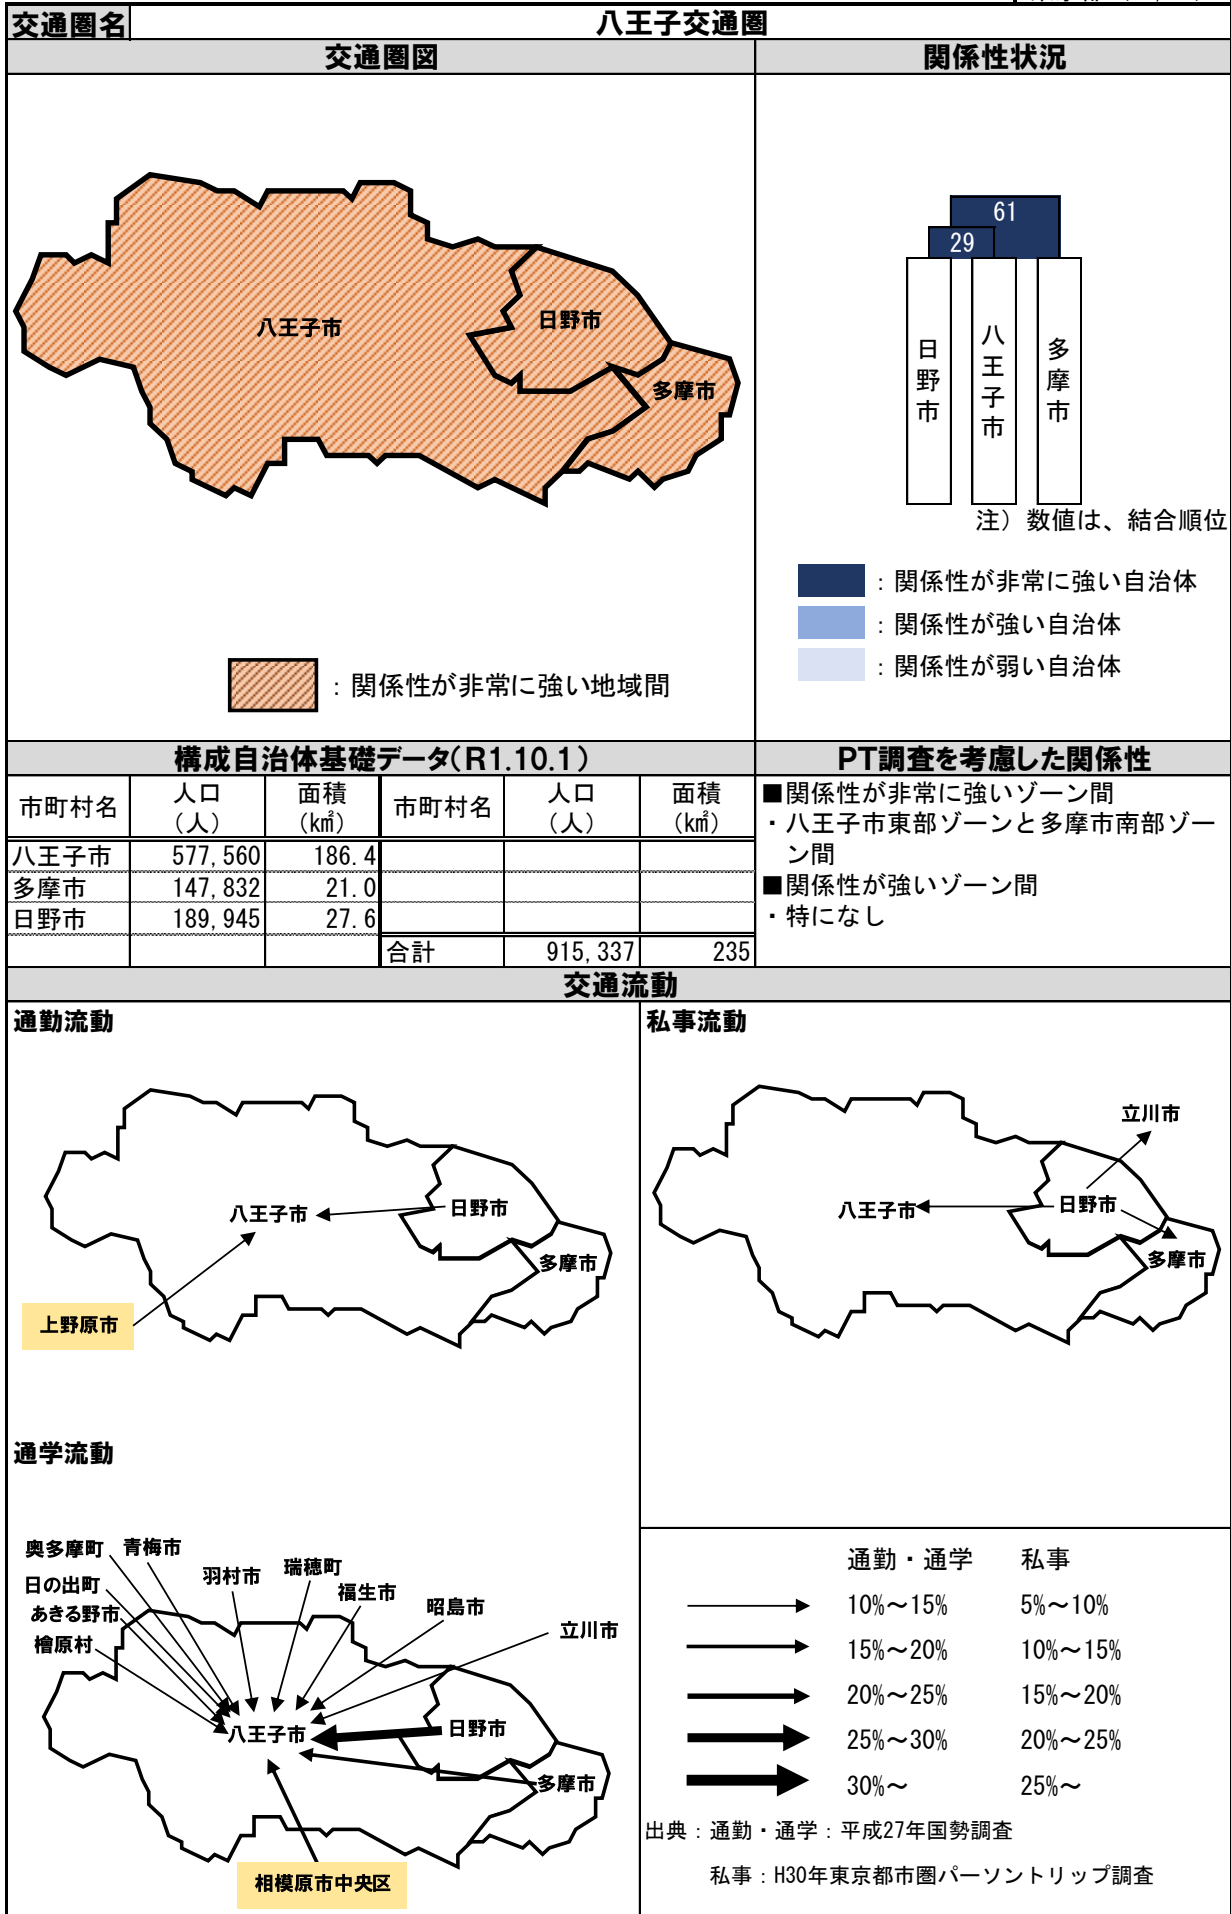 交通圏名
八王子交通圏
交通圏図
関係性状況
八王子市
日野市
多摩市
61
29
日野市
八王子市
多摩市
注）数値は、結合順位
：関係性が非常に強い自治体
：関係性が強い自治体
：関係性が弱い自治体
：関係性が非常に強い地域間
構成自治体基礎データ(R1.10.1)
市町村名 人口（人） 面積（k㎡） 市町村名 人口（人） 面積（k㎡）
八王子市 577,560 186.4
多摩市 147,832 21.0
日野市 189,945 27.6
合計 915,337 235
PT調査を考慮した関係性
■関係性が非常に強いゾーン間
・八王子市東部ゾーンと多摩市南部ゾー
ン間
■関係性が強いゾーン間
・特になし
交通流動
通勤流動
八王子市
日野市
多摩市
上野原市
私事流動
立川市
八王子市
日野市
多摩市
通学流動
奥多摩町
青梅市
日の出町
羽村市
瑞穂町
あきる野市
福生市
昭島市
檜原村
立川市
八王子市
日野市
多摩市
相模原市中央区
通勤・通学 私事
10%～15% 5%～10%
15%～20% 10%～15%
20%～25% 15%～20%
25%～30% 20%～25%
30%～ 25%～
出典：通勤・通学：平成27年国勢調査
私事：H30年東京都市圏パーソントリップ調査